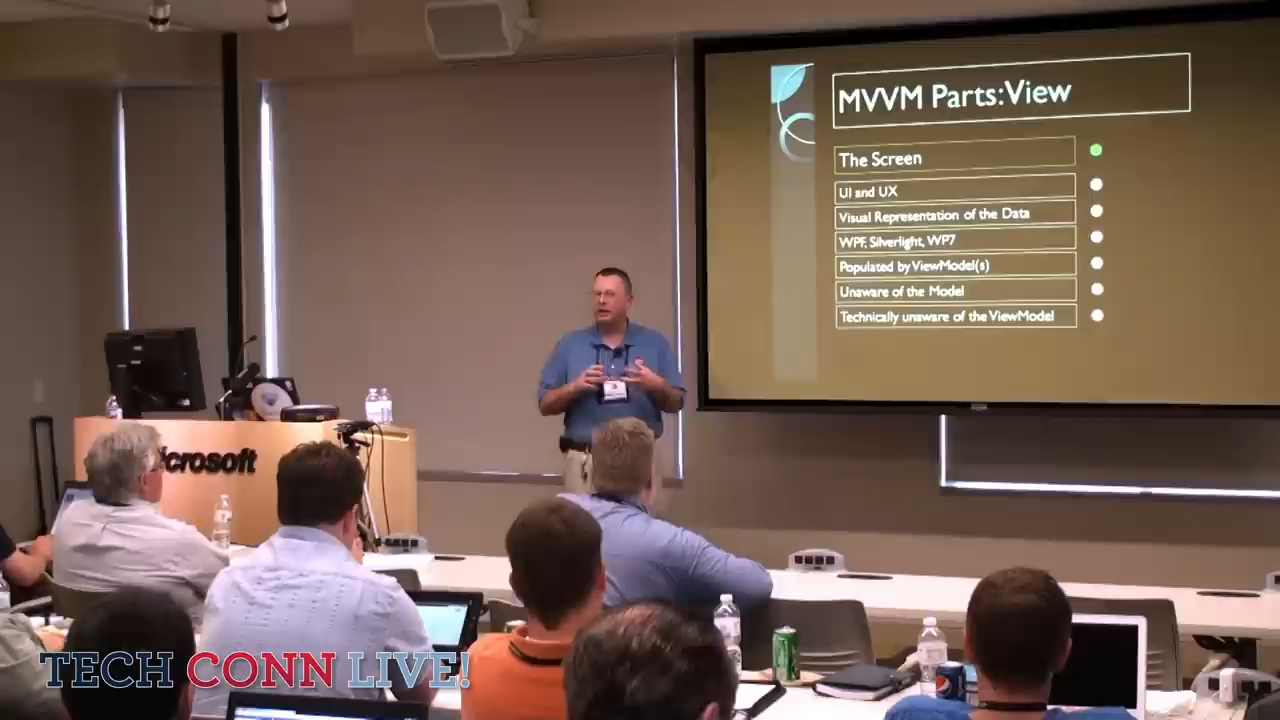 MVVM Parts:View
The Screen
UI and UX
Visual Representation of the Data
WPF, Silverlight, WP7
Populated by ViewModel(s)
Unaware of the Model
Technically unaware of the ViewModel
crosoft
TECH CONN LIVE!